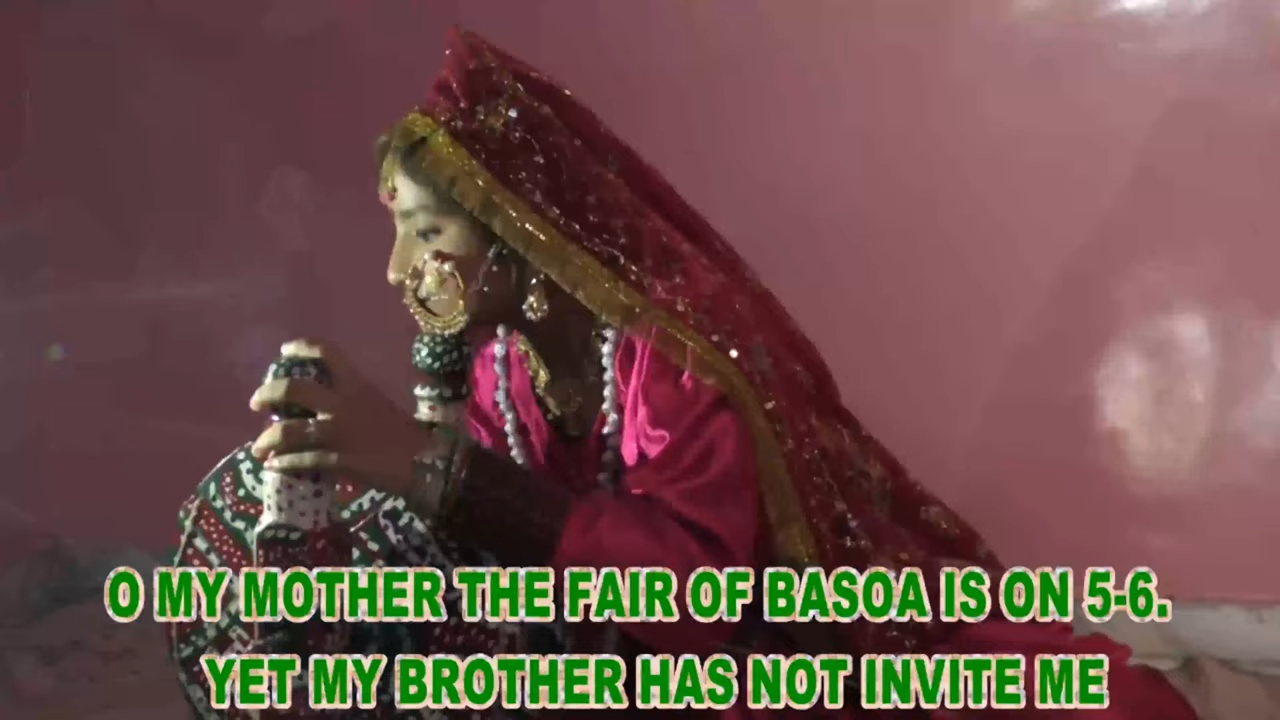 O MY MOTHER THE FAIR OF BASOA IS ON 5-6.
YET MY BROTHER HAS NOT INVITE ME